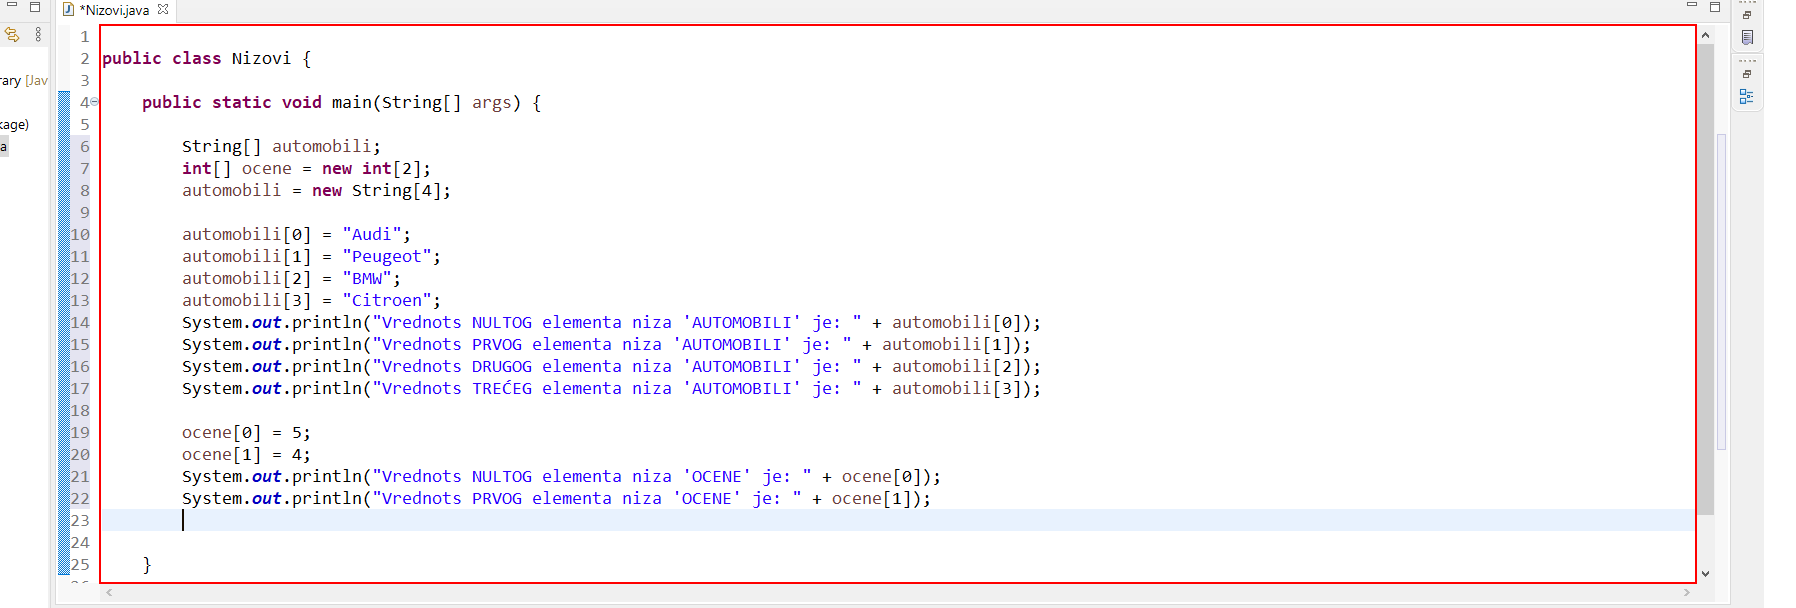 *Nizovi.java
rary [Jav
kage)
a
1
2 public class Nizovi {
3
4 public static void main(String[] args) {
5
6 String[] automobili;
7 int[] ocene = new int[2];
8 automobili = new String[4];
9
10 automobili[0] = "Audi";
11 automobili[1] = "Peugeot";
12 automobili[2] = "BMW";
13 automobili[3] = "Citroen";
14 System.out.println("Vrednots NULTOG elementa niza 'AUTOMOBILI' je: " + automobili[0]);
15 System.out.println("Vrednots PRVOG elementa niza 'AUTOMOBILI' je: " + automobili[1]);
16 System.out.println("Vrednots DRUGOG elementa niza 'AUTOMOBILI' je: " + automobili[2]);
17 System.out.println("Vrednots TREĆEG elementa niza 'AUTOMOBILI' je: " + automobili[3]);
18
19 ocene[0] = 5;
20 ocene[1] = 4;
21 System.out.println("Vrednots NULTOG elementa niza 'OCENE' je: " + ocene[0]);
22 System.out.println("Vrednots PRVOG elementa niza 'OCENE' je: " + ocene[1]);
23
24
25 }